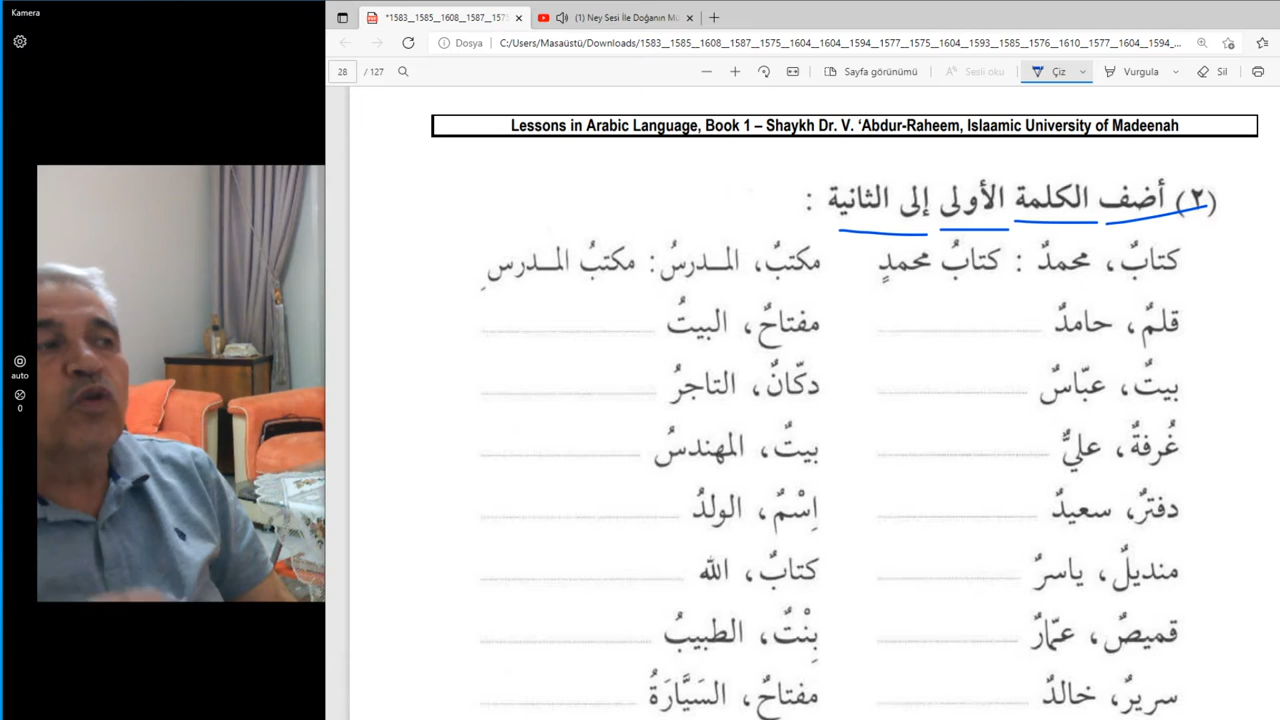 Kamera
auto
0
*1583__1585__1608__1587__157
(1) Ney Sesi İle Doğanın M
Dosya
C:/Users/Masaüstü/Downloads/1583__1585__1608__1587__1575__1604__1604__1594__1577__1575__1604__1593__1585__1576__1610__1577__1604__1594__...
28 / 127
Sayfa görünümü
Sesli oku
Çiz
Vurgula
Sil
Lessons in Arabic Language, Book 1 – Shaykh Dr. V. ‘Abdur-Raheem, Islaamic University of Madeenah
(٢) أضف الكلمة الأولى إلى الثانية :
كتابٌ، محمدٌ : كتابُ محمدٍ مكتبٌ، المـدرسُ: مكتبُ المـدرسِ
قلمٌ، حامدٌ مفتاحٌ، البيتُ
بيتٌ، عبّاسٌ دكّانٌ، التاجرُ
غُرفةٌ، عليٌّ بيتٌ، المهندسُ
دفترٌ، سعيدٌ اِسْمٌ، الولدُ
منديلٌ، ياسرٌ كتابٌ، الله
قميصٌ، عمّارٌ بِنْتٌ، الطبيبُ
سريرٌ، خالدٌ مفتاحٌ، السَيَّارَةُ